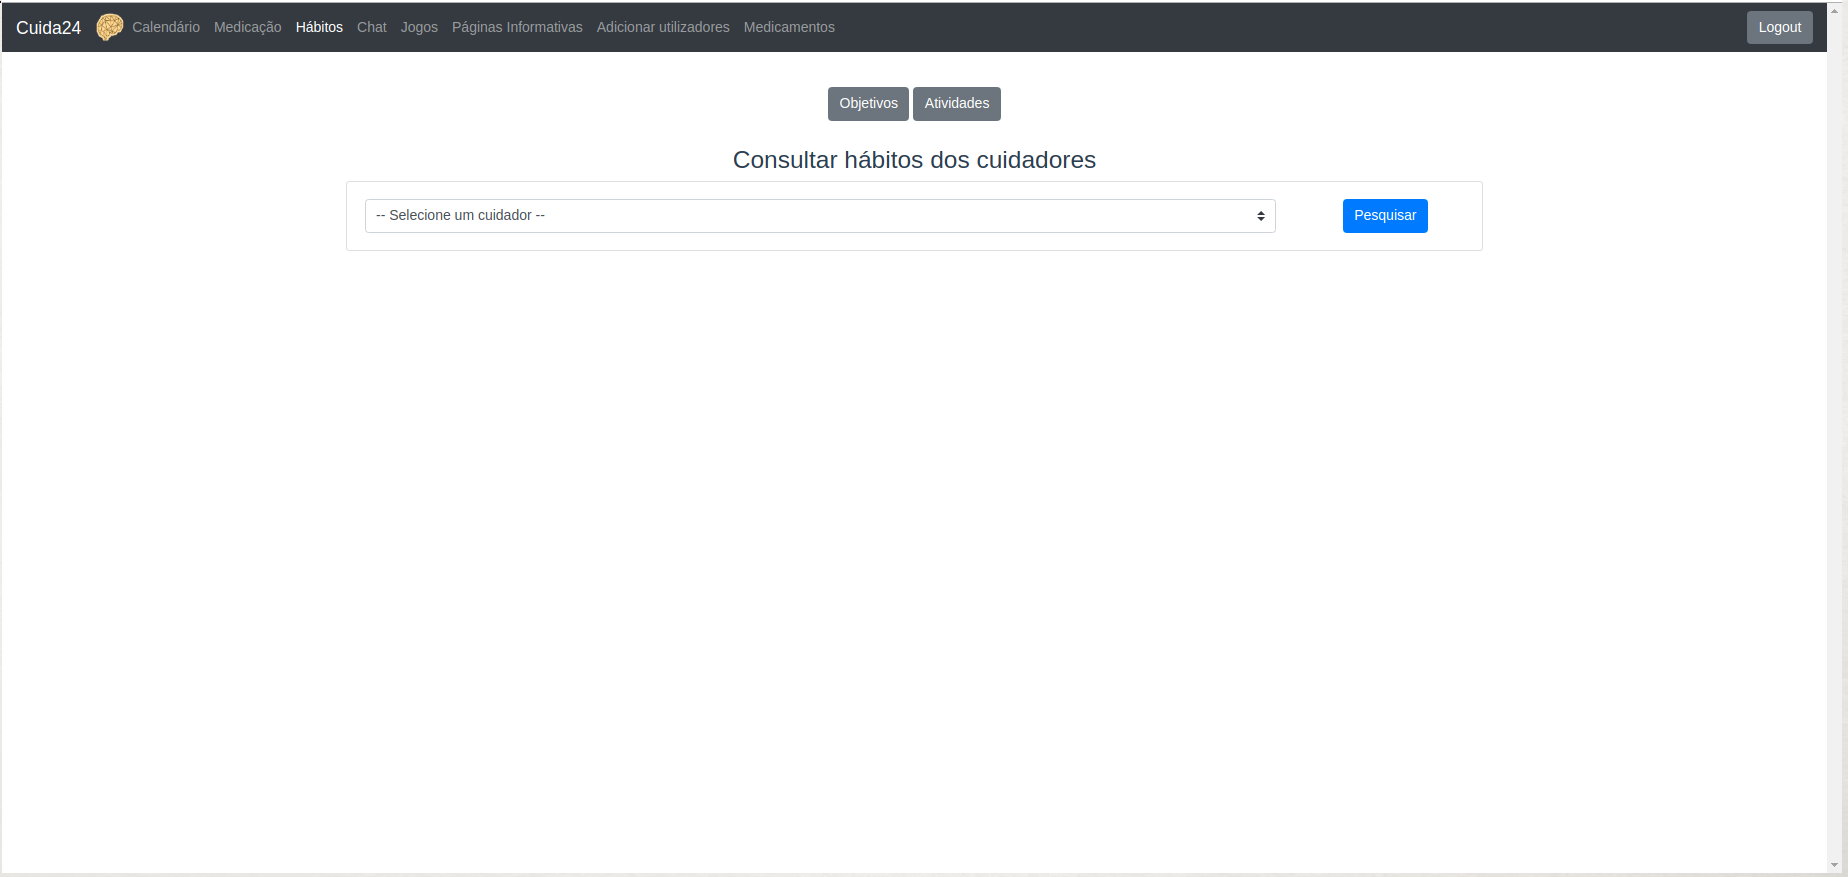 Cuida24 Calendário Medicação Hábitos Chat Jogos Páginas Informativas Adicionar utilizadores Medicamentos Logout
Objetivos Atividades
Consultar hábitos dos cuidadores
-- Selecione um cuidador -- Pesquisar